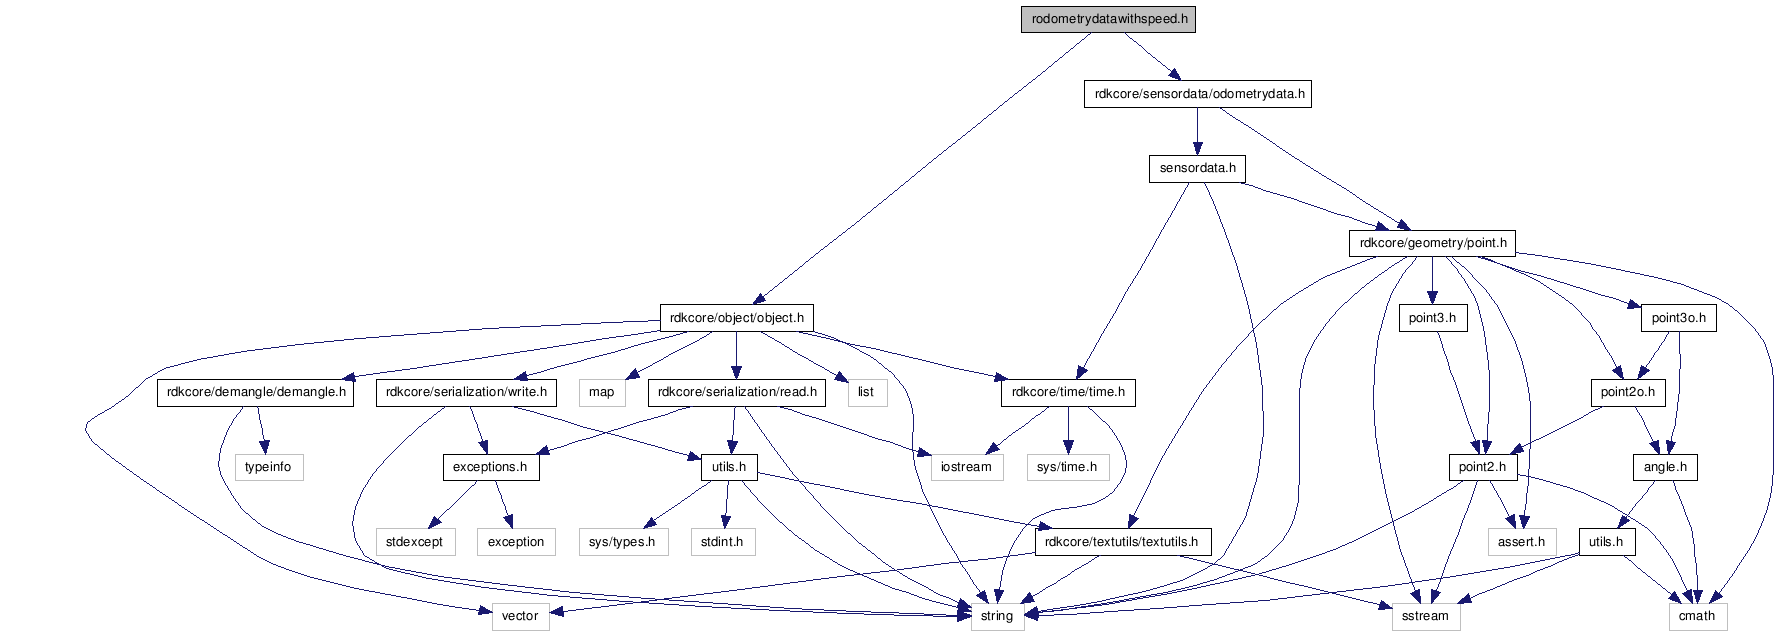 rodometrydatawithspeed.h
rdkcore/sensordata/odometrydata.h
sensordata.h
rdkcore/geometry/point.h
rdkcore/object/object.h
point3.h
point3o.h
rdkcore/demangle/demangle.h
rdkcore/serialization/write.h
map
rdkcore/serialization/read.h
list
rdkcore/time/time.h
point2o.h
typeinfo
exceptions.h
utils.h
iostream
sys/time.h
point2.h
angle.h
stdexcept
exception
sys/types.h
stdint.h
rdkcore/textutils/textutils.h
assert.h
utils.h
vector
string
sstream
cmath